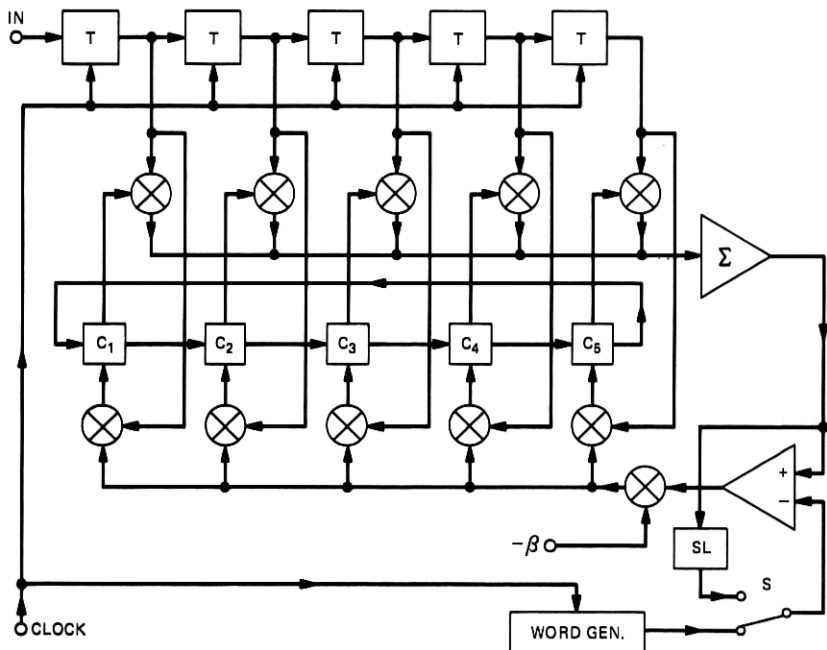 IN
T T T T T
Σ
C1 C2 C3 C4 C5
+
−
−β
SL
S
CLOCK
WORD GEN.